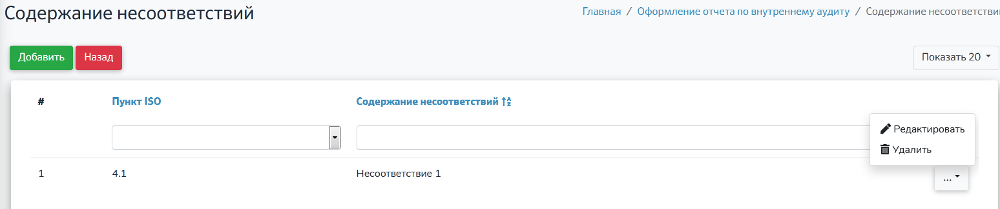 Содержание несоответствий
Главная / Оформление отчета по внутреннему аудиту / Содержание несоответстви
Добавить Назад Показать 20
# Пункт ISO Содержание несоответствий
Редактировать
Удалить
1 4.1 Несоответствие 1 ...